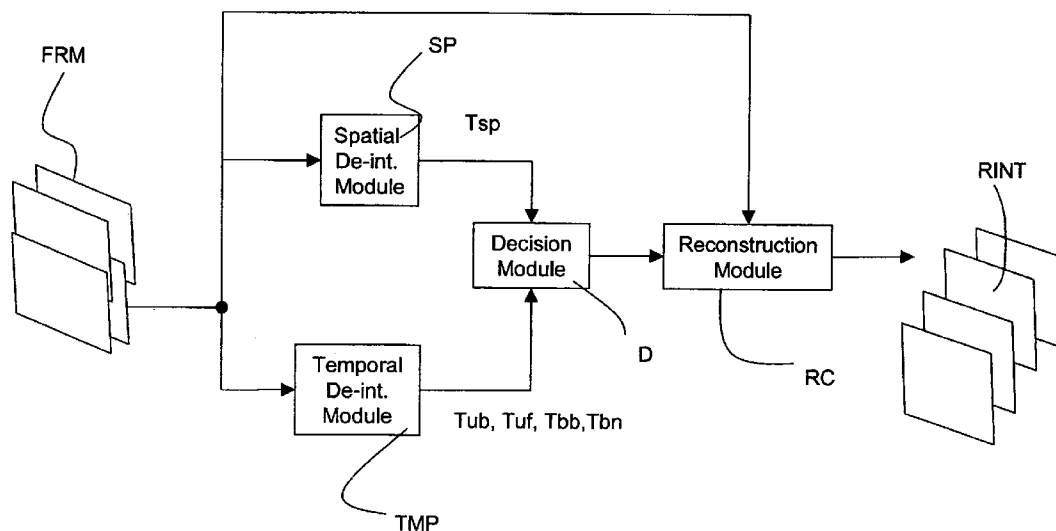 FRM
SP
Spatial
De-int.
Module
Tsp
RINT
Decision
Module
Reconstruction
Module
D
RC
Temporal
De-int.
Module
Tub, Tuf, Tbb,Tbn
TMP